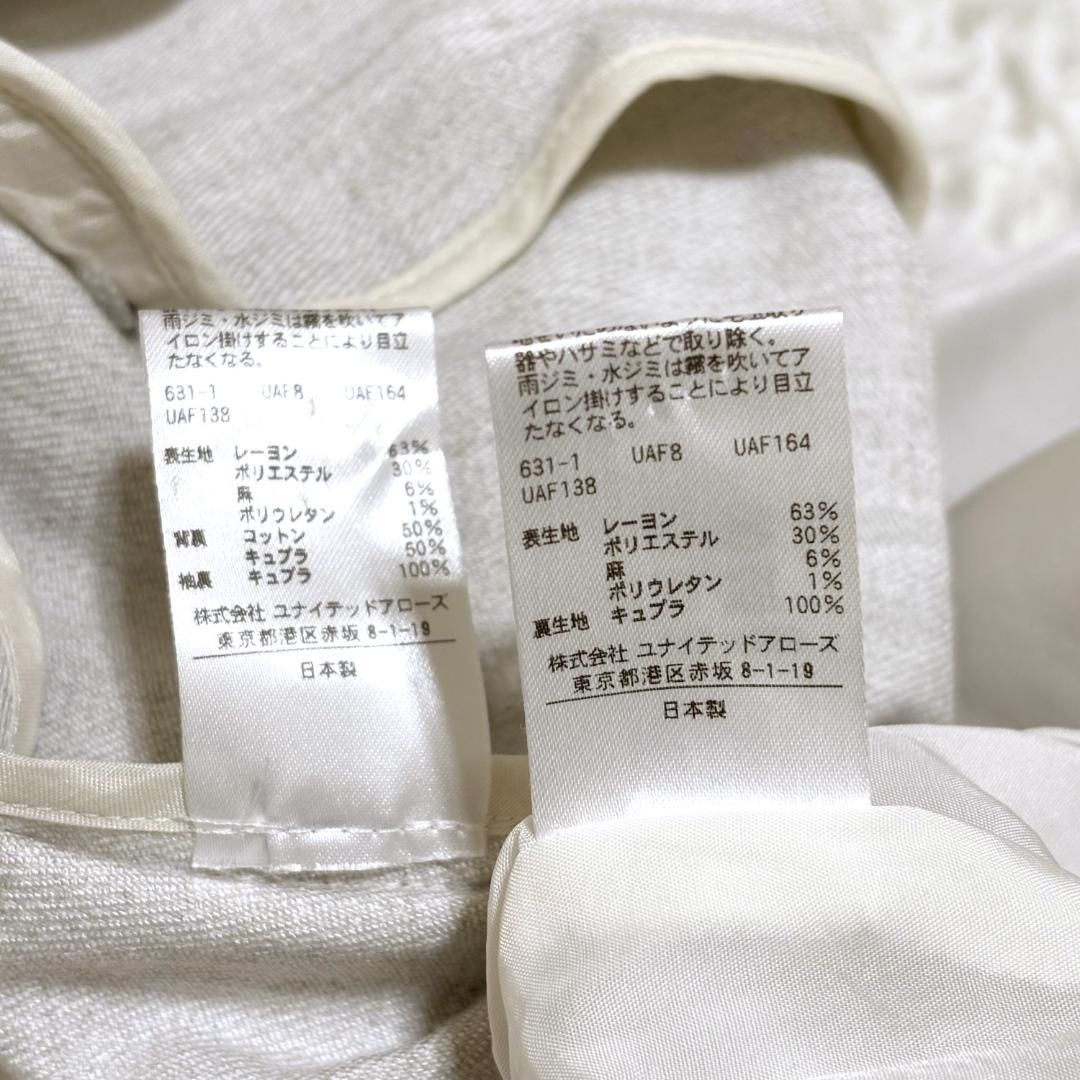 雨ジミ・水ジミは霧を吹いてア
イロン掛けすることにより目立
たなくなる。
631-1 UAF8 UAF164
UAF138
表生地 レーヨン 63%
ポリエステル 30%
麻 6%
ポリウレタン 1%
背裏 コットン 50%
キュプラ 50%
袖裏 キュプラ 100%
株式会社 ユナイテッドアローズ
東京都港区赤坂 8-1-19
日本製
器やハサミなどで取り除く。
雨ジミ・水ジミは霧を吹いてア
イロン掛けすることにより目立
たなくなる。
631-1 UAF8 UAF164
UAF138
表生地 レーヨン 63%
ポリエステル 30%
麻 6%
ポリウレタン 1%
裏生地 キュプラ 100%
株式会社 ユナイテッドアローズ
東京都港区赤坂 8-1-19
日本製